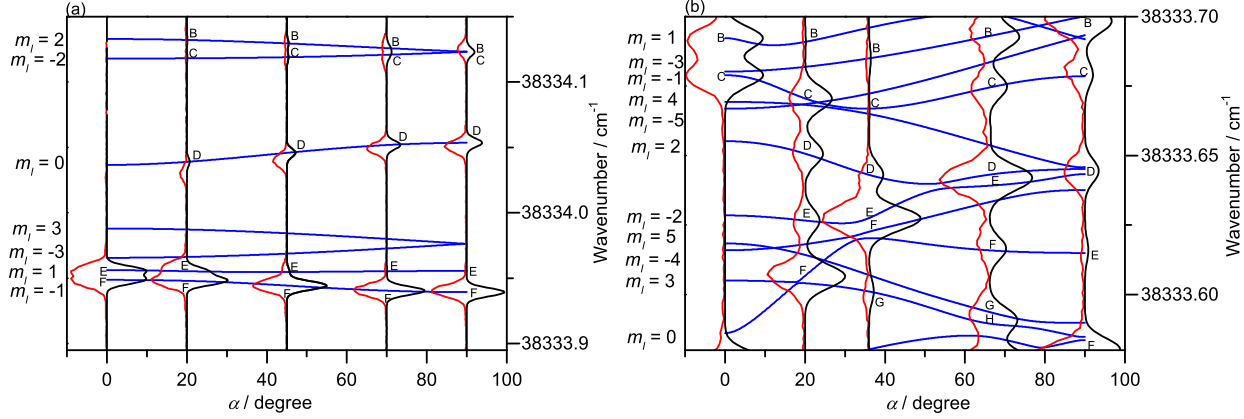 (a)
m_l = 2
m_l = -2
m_l = 0
m_l = 3
m_l = -3
m_l = 1
m_l = -1
B B B B
C C C C
D D D D
E E E E E
F F F F F
38334.1
38334.0
38333.9
Wavenumber / cm⁻¹
0 20 40 60 80 100
α / degree
(b)
m_l = 1
m_l = -3
m_l = -1
m_l = 4
m_l = -5
m_l = 2
m_l = -2
m_l = 5
m_l = -4
m_l = 3
m_l = 0
B B B B
C C C C C
D D D D
E E E E
F F F F
G G
H
38333.70
38333.65
38333.60
Wavenumber / cm⁻¹
0 20 40 60 80 100
α / degree